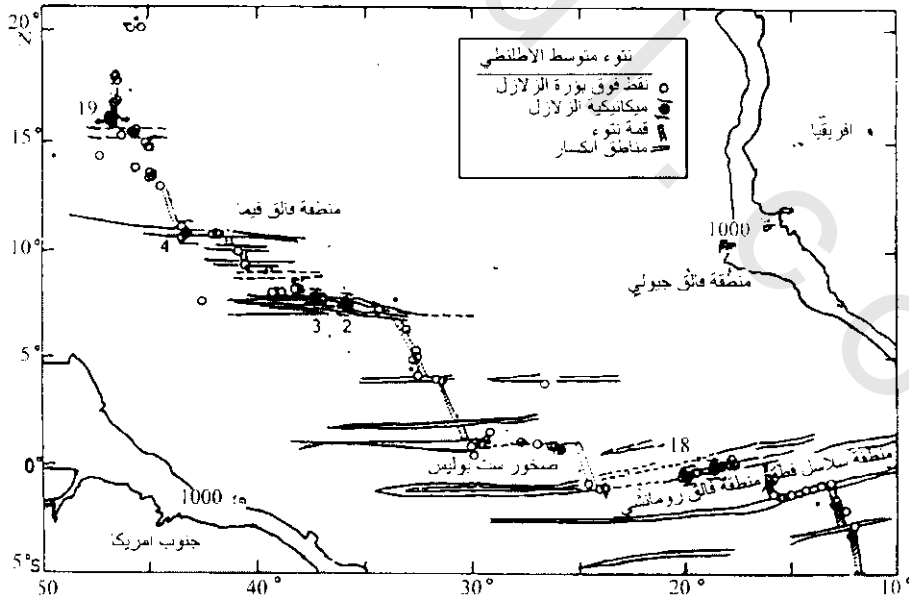 20°
N
نتوء متوسط الاطلنطي
نقط فوق بؤرة الزلازل
ميكانيكية الزلازل
قمة نتوء
مناطق انكسار
افريقيا
19
15°
منطقة فالق فيما
4
10°
1000
منطقة فالق جيولي
3
2
5°
18
0°
صخور سنت بوليس
منطقة فالق رومانش
منطقة سلاسل
1000 fm
جنوب امريكا
5°S
50
40°
30°
20°
10°